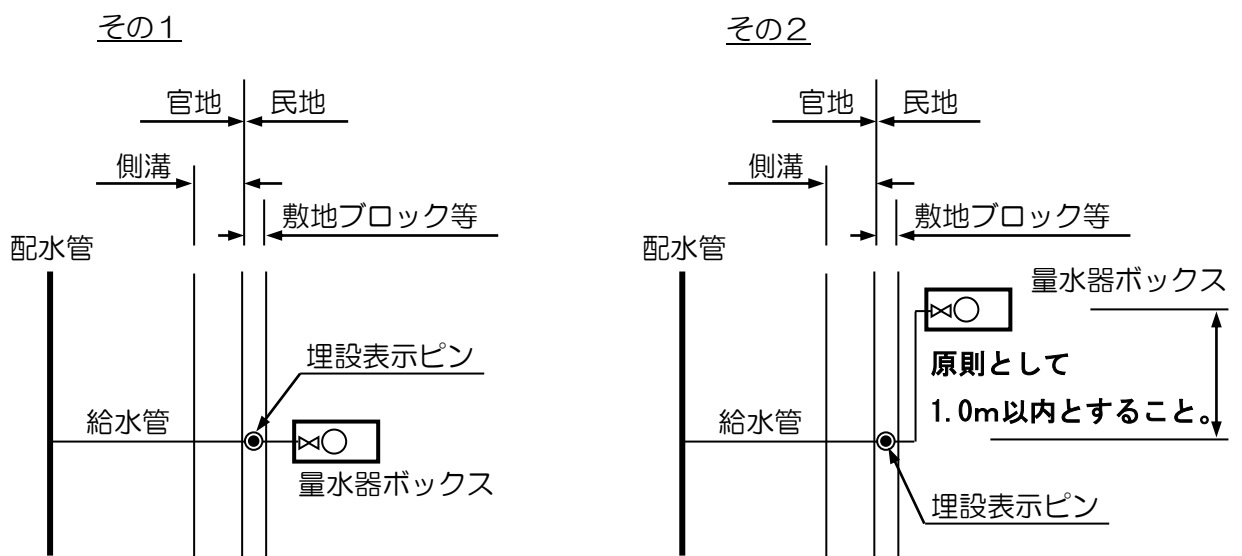 その1
官地
民地
側溝
敷地ブロック等
配水管
埋設表示ピン
給水管
量水器ボックス
その2
官地
民地
側溝
敷地ブロック等
配水管
量水器ボックス
原則として
1.0m以内とすること。
給水管
埋設表示ピン